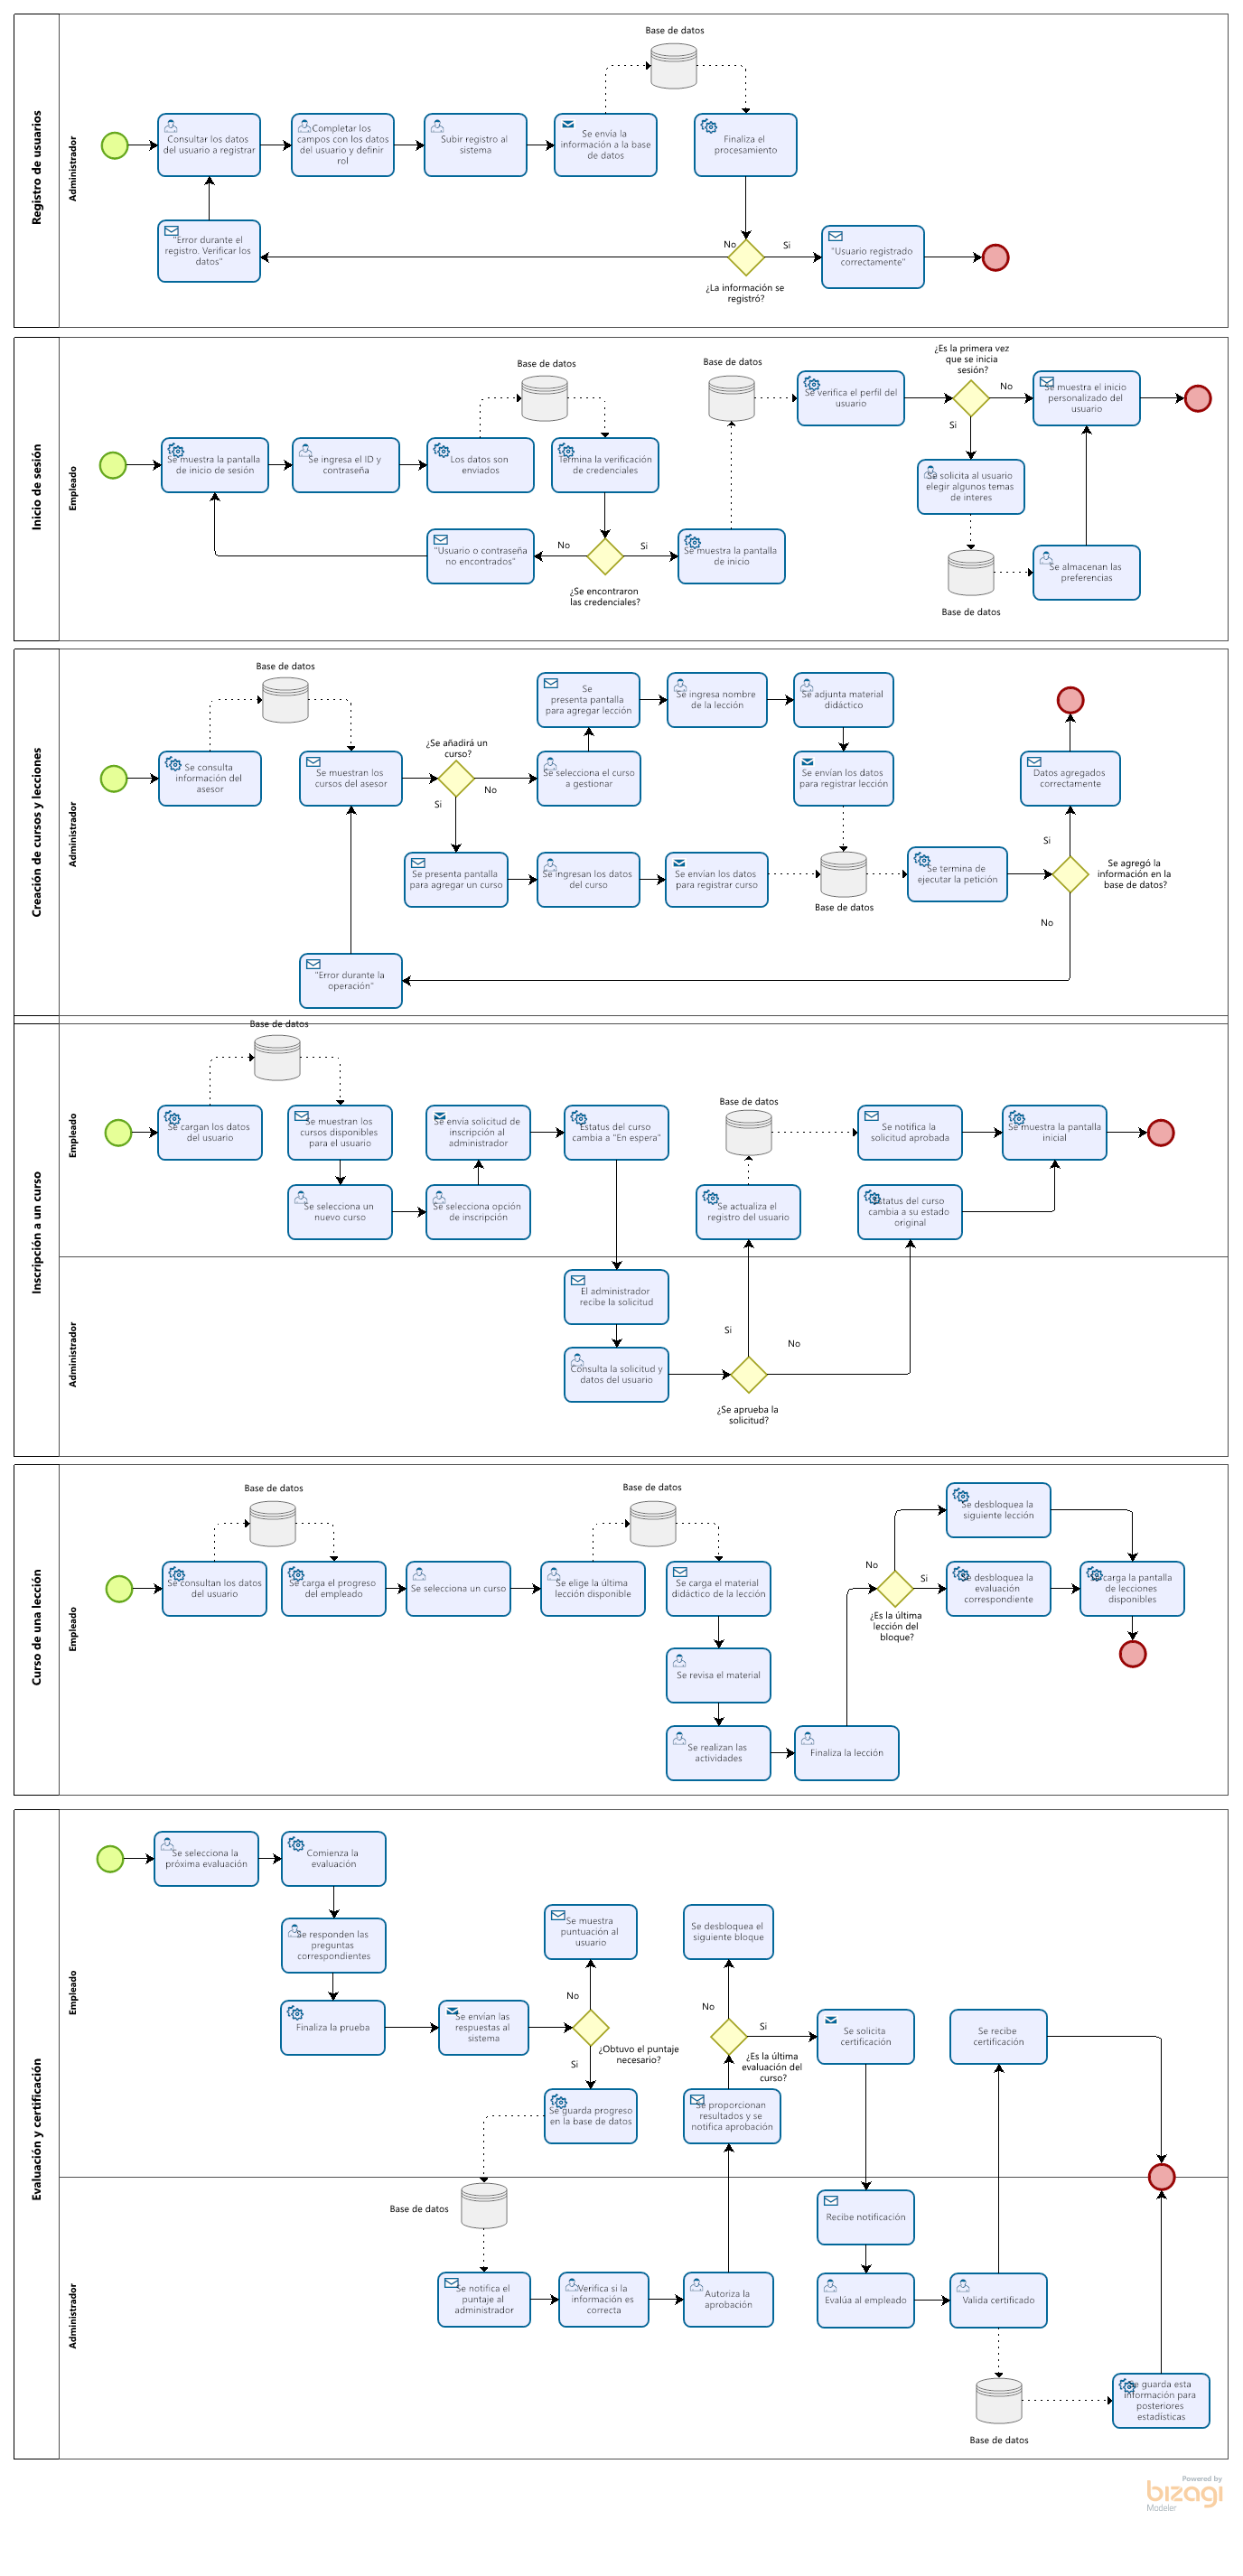 Registro de usuarios
Administrador
Base de datos
Consultar los datos
del usuario a registrar
Completar los
campos con los datos
del usuario y definir
rol
Subir registro al
sistema
Se envía la
información a la base
de datos
Finaliza el
procesamiento
"Error durante el
registro. Verificar los
datos"
No
Si
¿La información se
registró?
"Usuario registrado
correctamente"
Inicio de sesión
Empleado
Se muestra la pantalla
de inicio de sesión
Se ingresa el ID y
contraseña
Los datos son
enviados
Base de datos
Termina la verificación
de credenciales
"Usuario o contraseña
no encontrados"
No
Si
¿Se encontraron
las credenciales?
Se muestra la pantalla
de inicio
Base de datos
Se verifica el perfil del
usuario
¿Es la primera vez
que se inicia
sesión?
No
Si
Se muestra el inicio
personalizado del
usuario
Se solicita al usuario
elegir algunos temas
de interes
Base de datos
Se almacenan las
preferencias
Creación de cursos y lecciones
Administrador
Base de datos
Se consulta
información del
asesor
Se muestran los
cursos del asesor
¿Se añadirá un
curso?
No
Si
Se selecciona el curso
a gestionar
Se
presenta pantalla
para agregar lección
Se ingresa nombre
de la lección
Se adjunta material
didáctico
Se envían los datos
para registrar lección
Se presenta pantalla
para agregar un curso
Se ingresan los datos
del curso
Se envían los datos
para registrar curso
Base de datos
Se termina de
ejecutar la petición
Datos agregados
correctamente
Si
Se agregó la
información en la
base de datos?
No
"Error durante la
operación"
Inscripción a un curso
Empleado
Base de datos
Se cargan los datos
del usuario
Se muestran los
cursos disponibles
para el usuario
Se envía solicitud de
inscripción al
administrador
Estatus del curso
cambia a "En espera"
Se selecciona un
nuevo curso
Se selecciona opción
de inscripción
Base de datos
Se actualiza el
registro del usuario
Se notifica la
solicitud aprobada
Se muestra la pantalla
inicial
Estatus del curso
cambia a su estado
original
Administrador
El administrador
recibe la solicitud
Consulta la solicitud y
datos del usuario
Si
No
¿Se aprueba la
solicitud?
Curso de una lección
Empleado
Base de datos
Se consultan los datos
del usuario
Se carga el progreso
del empleado
Se selecciona un curso
Se elige la última
lección disponible
Base de datos
Se carga el material
didáctico de la lección
Se revisa el material
Se realizan las
actividades
Finaliza la lección
No
Si
¿Es la última
lección del
bloque?
Se desbloquea la
siguiente lección
Se desbloquea la
evaluación
correspondiente
Se carga la pantalla
de lecciones
disponibles
Evaluación y certificación
Empleado
Se selecciona la
próxima evaluación
Comienza la
evaluación
Se responden las
preguntas
correspondientes
Finaliza la prueba
Se envían las
respuestas al
sistema
Se muestra
puntuación al
usuario
No
Si
¿Obtuvo el puntaje
necesario?
Se guarda progreso
en la base de datos
Se desbloquea el
siguiente bloque
No
Si
¿Es la última
evaluación del
curso?
Se proporcionan
resultados y se
notifica aprobación
Se solicita
certificación
Se recibe
certificación
Administrador
Base de datos
Se notifica el
puntaje al
administrador
Verifica si la
información es
correcta
Autoriza la
aprobación
Recibe notificación
Evalúa al empleado
Valida certificado
Base de datos
Se guarda esta
información para
posteriores
estadísticas
Powered by
bizagi
Modeler